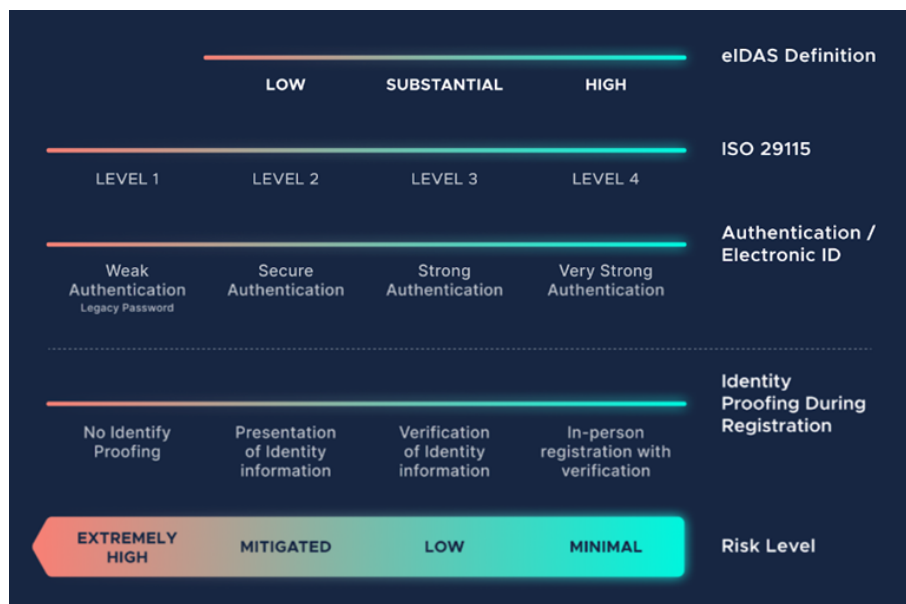 eIDAS Definition
LOW SUBSTANTIAL HIGH
ISO 29115
LEVEL 1 LEVEL 2 LEVEL 3 LEVEL 4
Authentication /
Electronic ID
Weak Secure Strong Very Strong
Authentication Authentication Authentication Authentication
Legacy Password
Identity
Proofing During
Registration
No Identify Presentation Verification In-person
Proofing of Identity of Identity registration with
information information verification
EXTREMELY
HIGH MITIGATED LOW MINIMAL
Risk Level